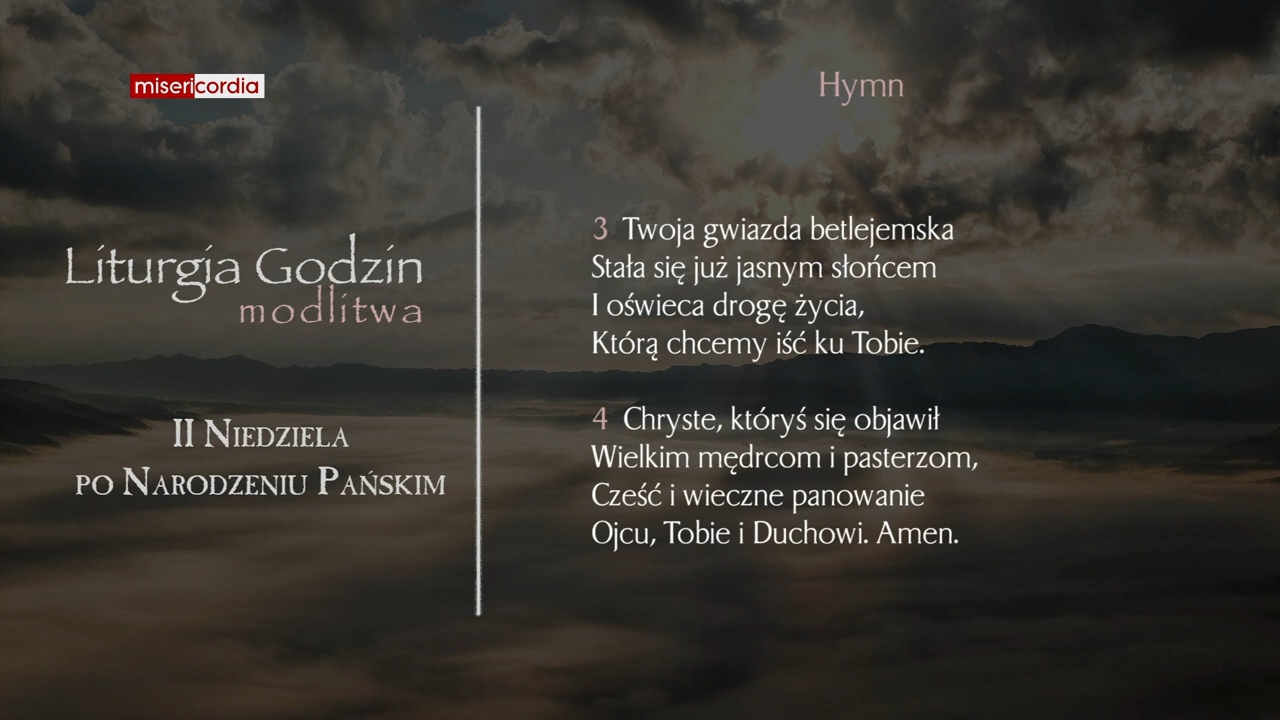 misericordia
Liturgia Godzin
modlitwa
II Niedziela
po Narodzeniu Pańskim
Hymn
3 Twoja gwiazda betlejemska
Stała się już jasnym słońcem
I oświeca drogę życia,
Którą chcemy iść ku Tobie.
4 Chryste, któryś się objawił
Wielkim mędrcom i pasterzom,
Cześć i wieczne panowanie
Ojcu, Tobie i Duchowi. Amen.